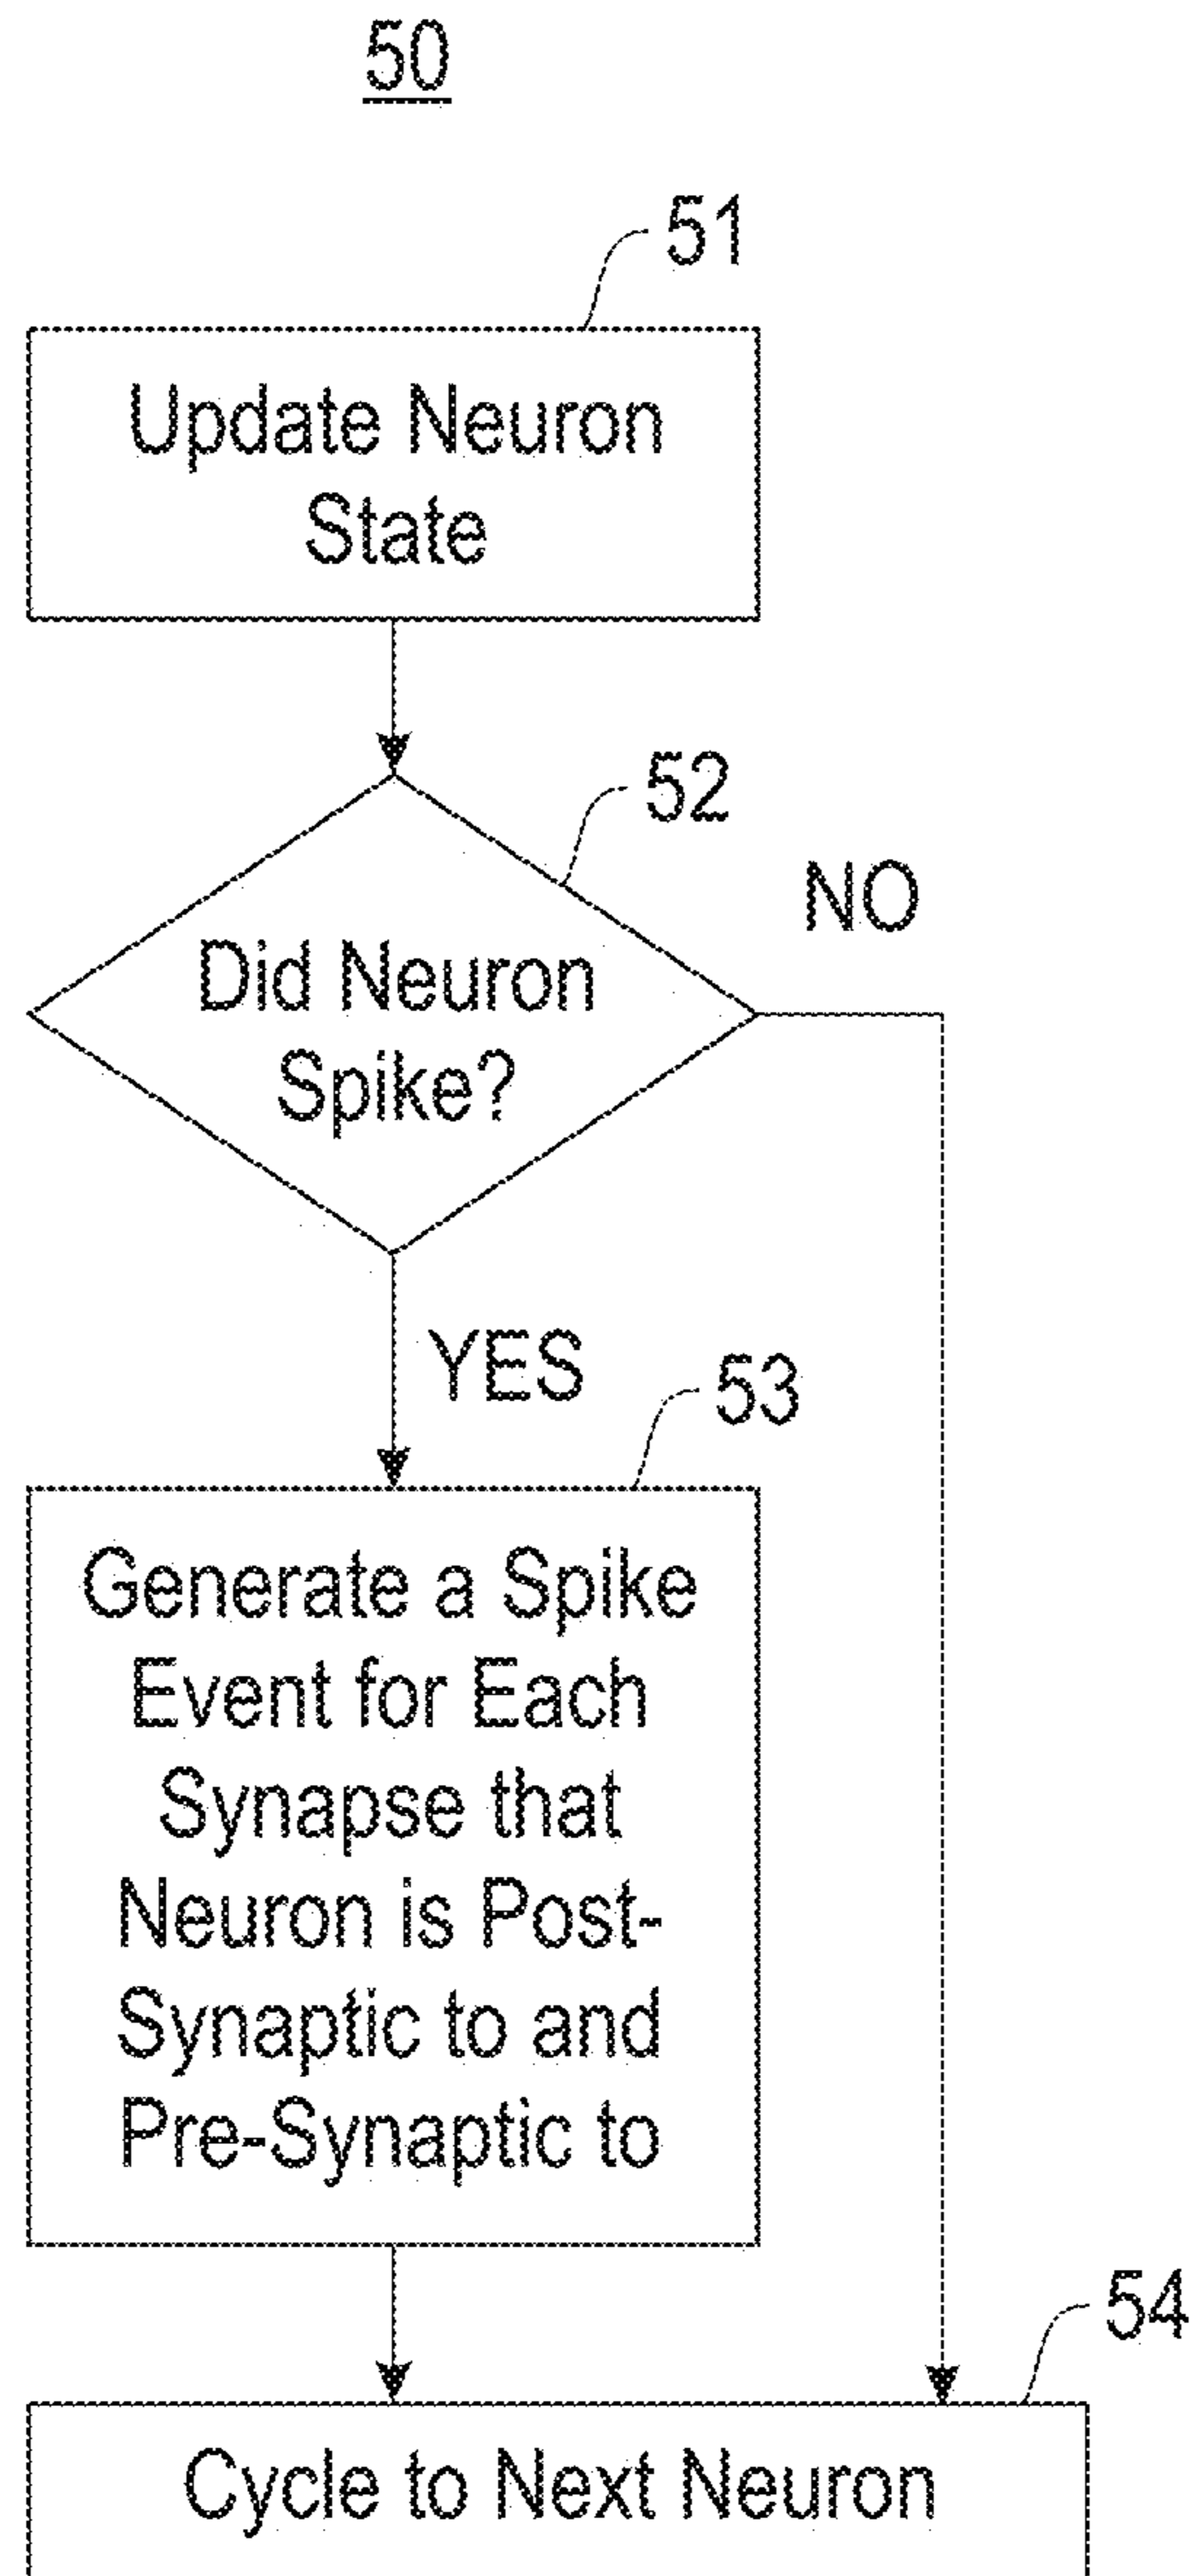 50
51
Update Neuron
State
52
NO
Did Neuron
Spike?
YES
53
Generate a Spike
Event for Each
Synapse that
Neuron is Post-
Synaptic to and
Pre-Synaptic to
54
Cycle to Next Neuron